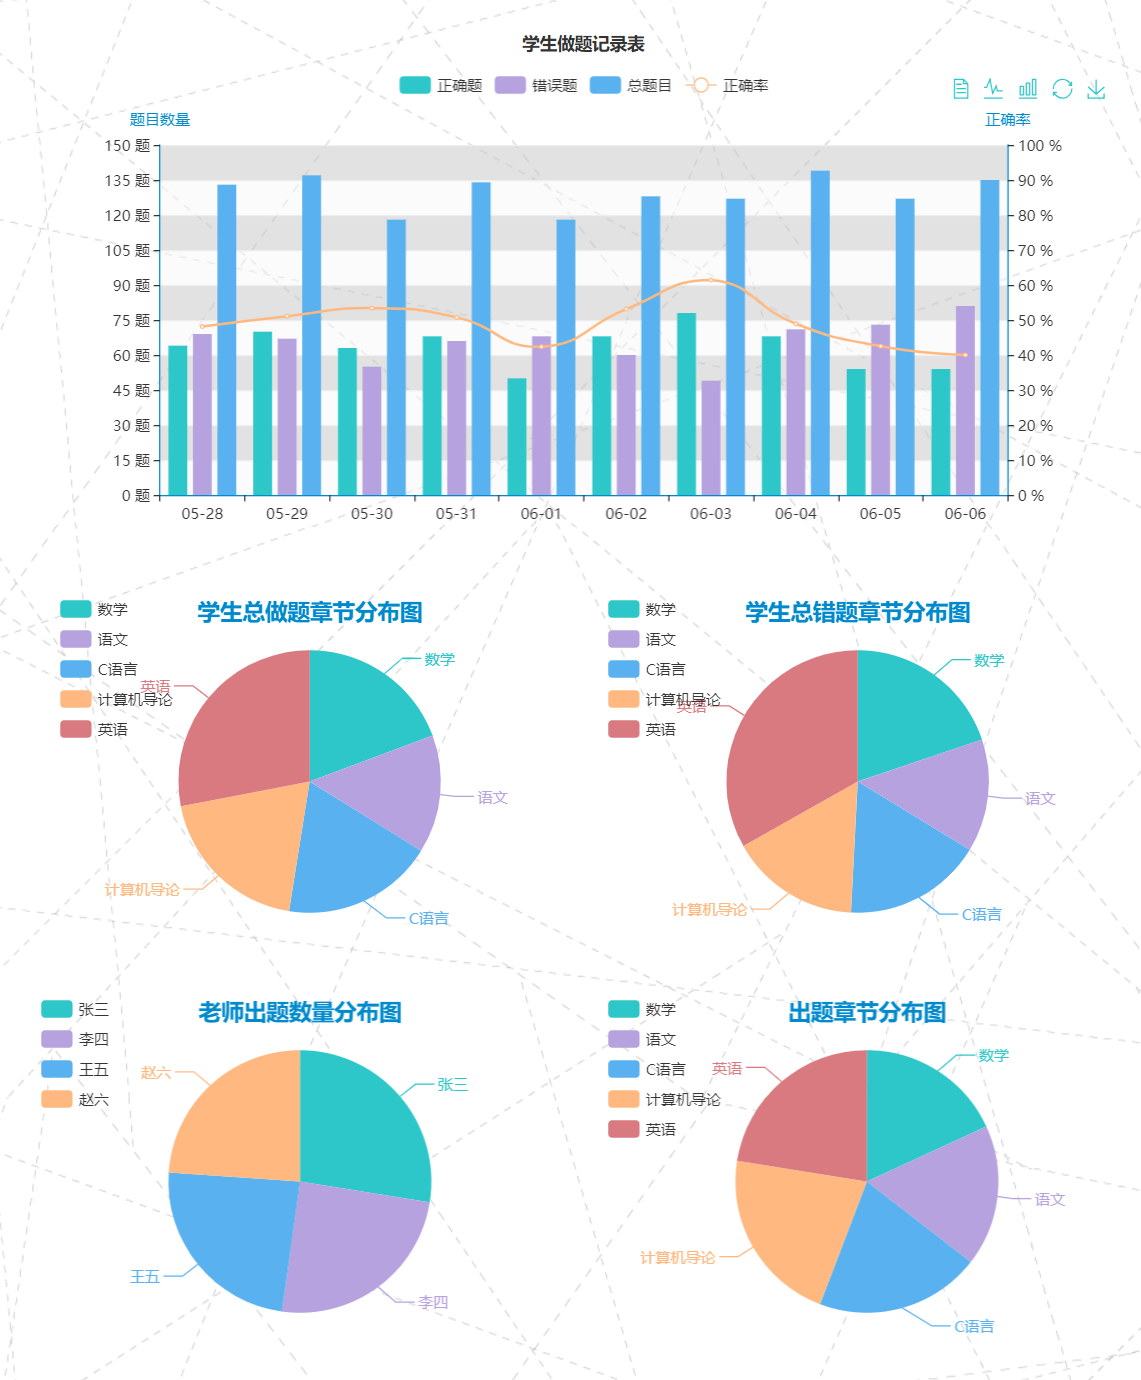 学生做题记录表
正确题 错误题 总题目 正确率
题目数量 正确率
150 题 100 %
135 题 90 %
120 题 80 %
105 题 70 %
90 题 60 %
75 题 50 %
60 题 40 %
45 题 30 %
30 题 20 %
15 题 10 %
0 题 0 %
05-28 05-29 05-30 05-31 06-01 06-02 06-03 06-04 06-05 06-06
学生总做题章节分布图
数学
语文
C语言
计算机导论
英语
数学
语文
C语言
计算机导论
英语
学生总错题章节分布图
数学
语文
C语言
计算机导论
英语
数学
语文
C语言
计算机导论
英语
老师出题数量分布图
张三
李四
王五
赵六
张三
李四
王五
赵六
出题章节分布图
数学
语文
C语言
计算机导论
英语
数学
语文
C语言
计算机导论
英语